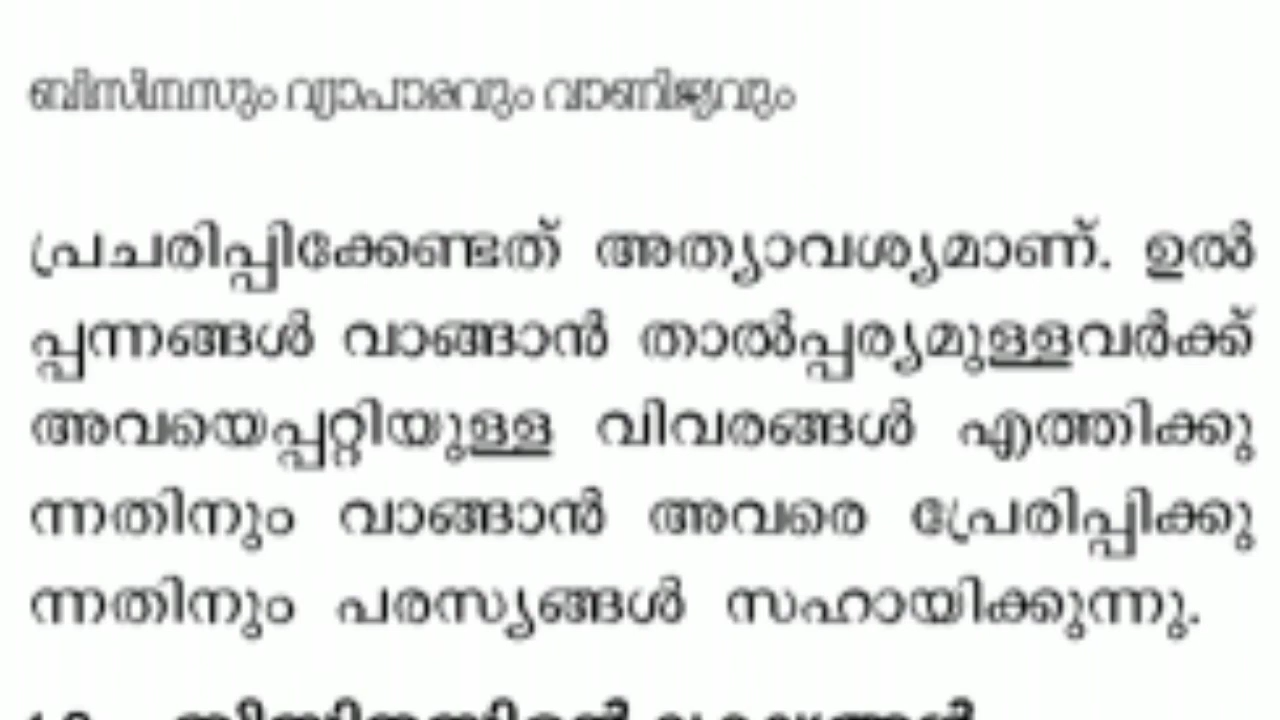 ബിസിനസും വ്യാപാരവും വാണിജ്യവും
പ്രചരിപ്പിക്കേണ്ടത് അത്യാവശ്യമാണ്. ഉൽ
പ്പന്നങ്ങൾ വാങ്ങാൻ താൽപ്പര്യമുള്ളവർക്ക്
അവയെപ്പറ്റിയുള്ള വിവരങ്ങൾ എത്തിക്കു
ന്നതിനും വാങ്ങാൻ അവരെ പ്രേരിപ്പിക്കു
ന്നതിനും പരസ്യങ്ങൾ സഹായിക്കുന്നു.